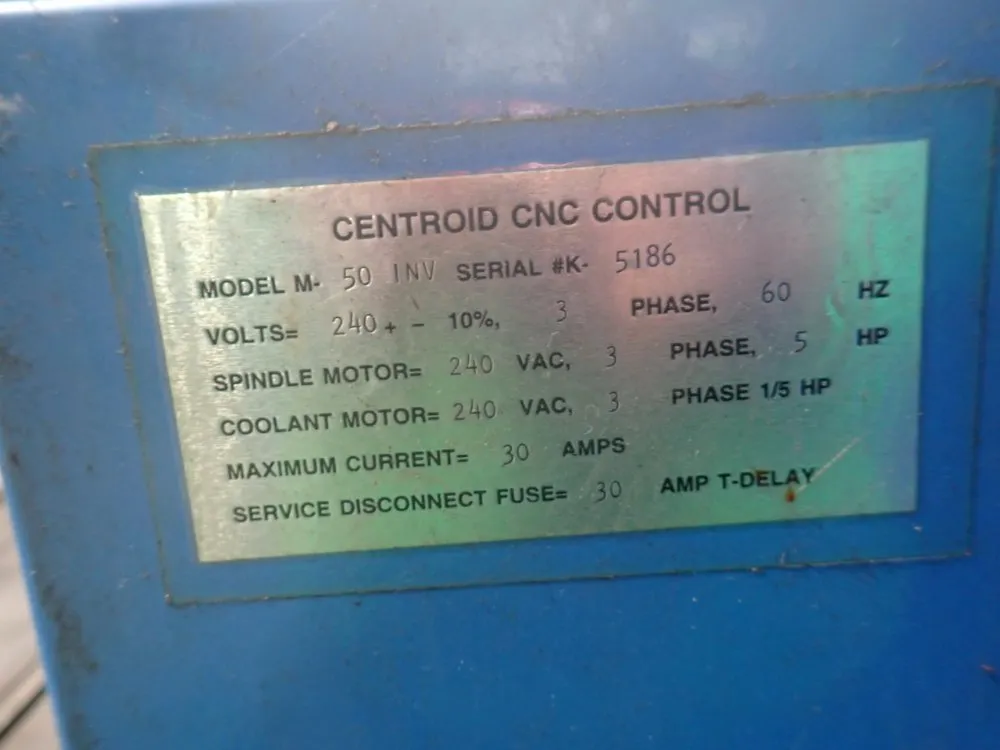 CENTROID CNC CONTROL
MODEL M- 50 INV SERIAL #K- 5186
VOLTS= 240 + - 10%, 3 PHASE, 60 HZ
SPINDLE MOTOR= 240 VAC, 3 PHASE, 5 HP
COOLANT MOTOR= 240 VAC, 3 PHASE 1/5 HP
MAXIMUM CURRENT= 30 AMPS
SERVICE DISCONNECT FUSE= 30 AMP T-DELAY